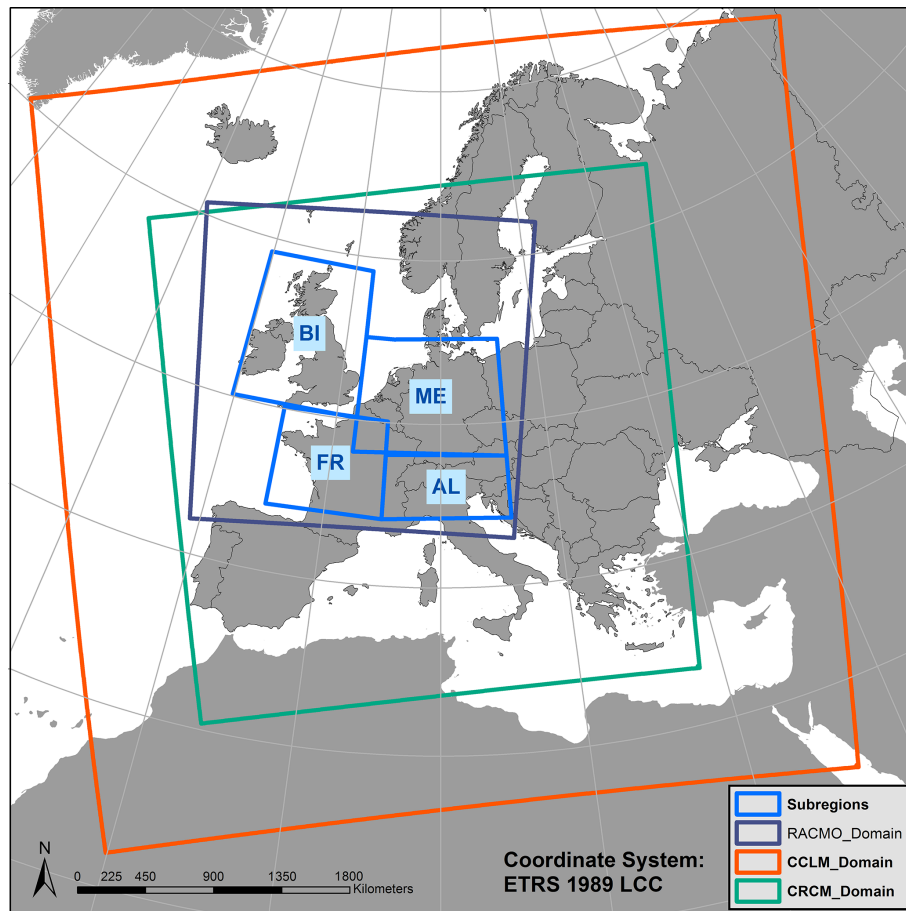 BI
ME
FR
AL
Subregions
RACMO_Domain
CCLM_Domain
CRCM_Domain
Coordinate System:
ETRS 1989 LCC
N
0 225 450 900 1350 1800
Kilometers